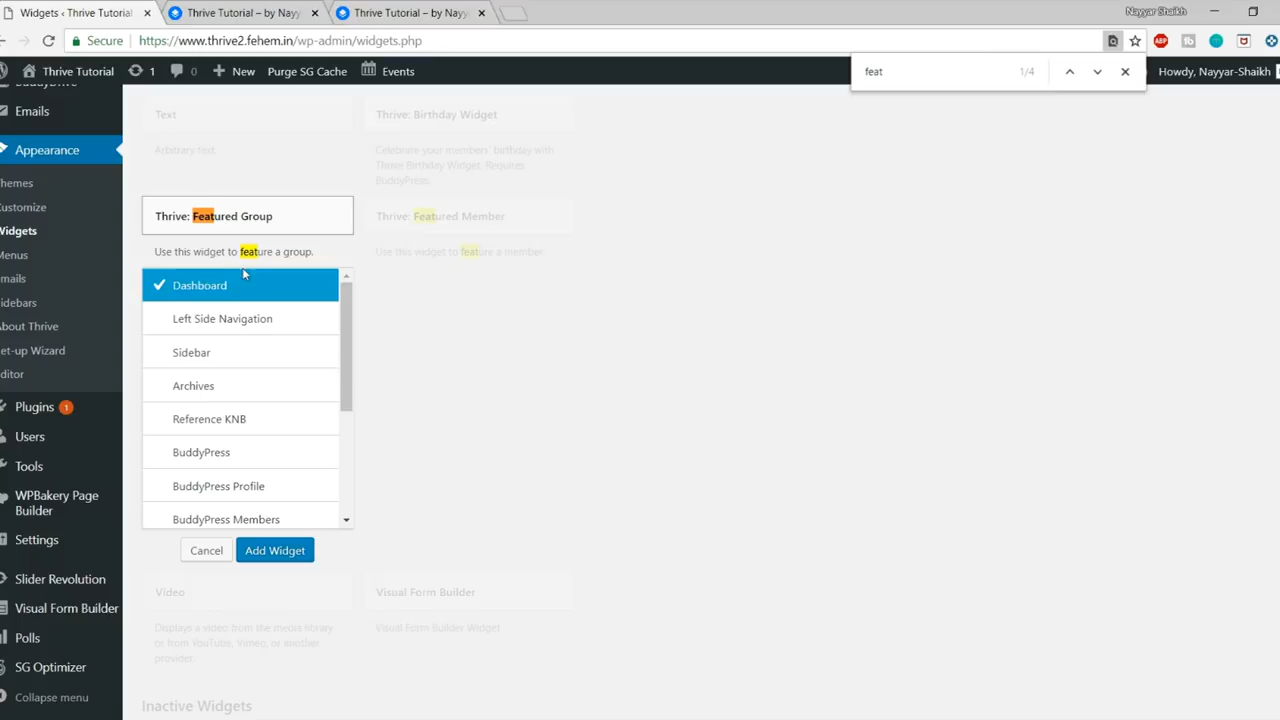 Widgets ‹ Thrive Tutorial
Thrive Tutorial – by Nayy
Thrive Tutorial – by Nayy
Nayyar Shaikh
Secure
https://www.thrive2.fehem.in/wp-admin/widgets.php
Thrive Tutorial
1
0
New
Purge SG Cache
Events
feat
1/4
Howdy, Nayyar-Shaikh
BuddyDrive
Emails
Appearance
hemes
ustomize
Widgets
Menus
mails
idebars
bout Thrive
et-up Wizard
ditor
Plugins 1
Users
Tools
WPBakery Page
Builder
Settings
Slider Revolution
Visual Form Builder
Polls
SG Optimizer
Collapse menu
Text
Arbitrary text.
Thrive: Birthday Widget
Celebrate your members' birthday with
Thrive Birthday Widget. Requires
BuddyPress.
Thrive: Featured Group
Use this widget to feature a group.
Thrive: Featured Member
Use this widget to feature a member.
Dashboard
Left Side Navigation
Sidebar
Archives
Reference KNB
BuddyPress
BuddyPress Profile
BuddyPress Members
Cancel
Add Widget
Video
Displays a video from the media library
or from YouTube, Vimeo, or another
provider.
Visual Form Builder
Visual Form Builder Widget
Inactive Widgets